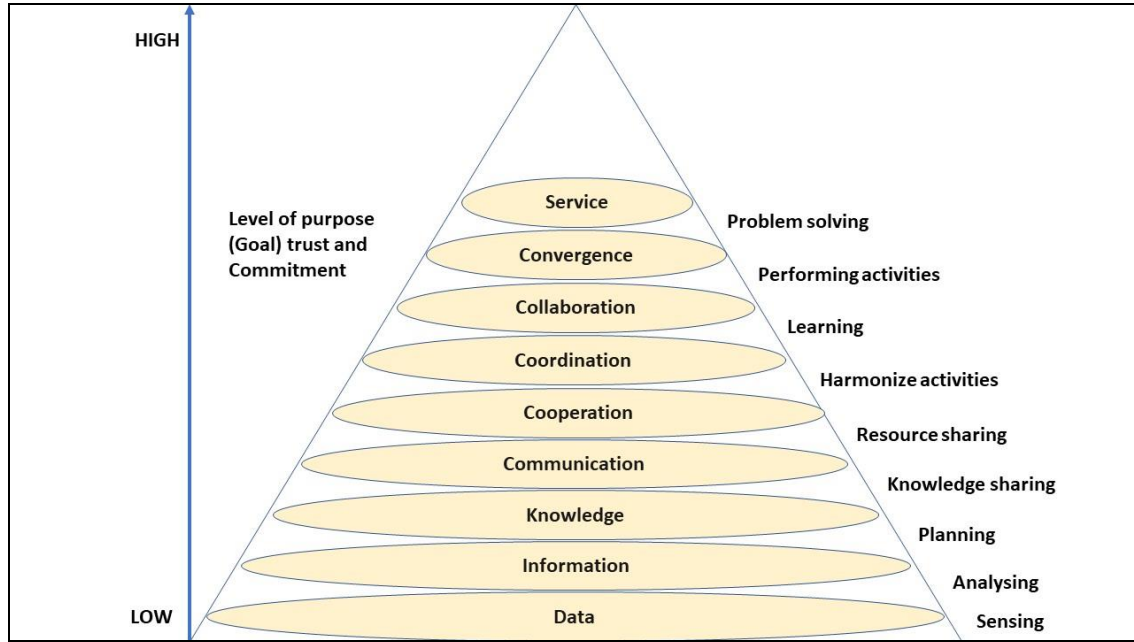 HIGH
Service
Level of purpose
(Goal) trust and
Commitment
Problem solving
Convergence
Performing activities
Collaboration
Learning
Coordination
Harmonize activities
Cooperation
Resource sharing
Communication
Knowledge sharing
Knowledge
Planning
Information
Analysing
LOW
Data
Sensing